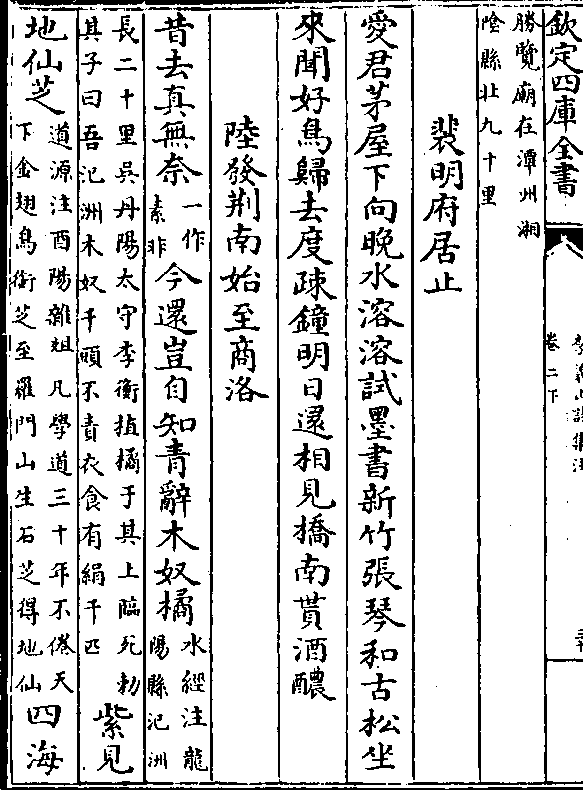 欽定四庫全書
卷二下
勝覽廟在潭州湘
陰縣北九十里
裴明府居止
愛君茅屋下向晚水溶溶試墨書新竹張琴和古松坐
來聞好鳥歸去度疎鐘明日還相見橋南貰酒醲
陸發荆南始至商洛
昔去真無奈一作素非今還豈自知青辭木奴橘水經注龍陽縣汜洲
長二十里吳丹陽太守李衡植橘于其上臨死勅
其子曰吾汜洲木奴千頭不責衣食有絹千匹紫見
地仙芝道源注酉陽雜俎凡學道三十年不倦天下金翅鳥銜芝至羅門山生石芝得地仙四海